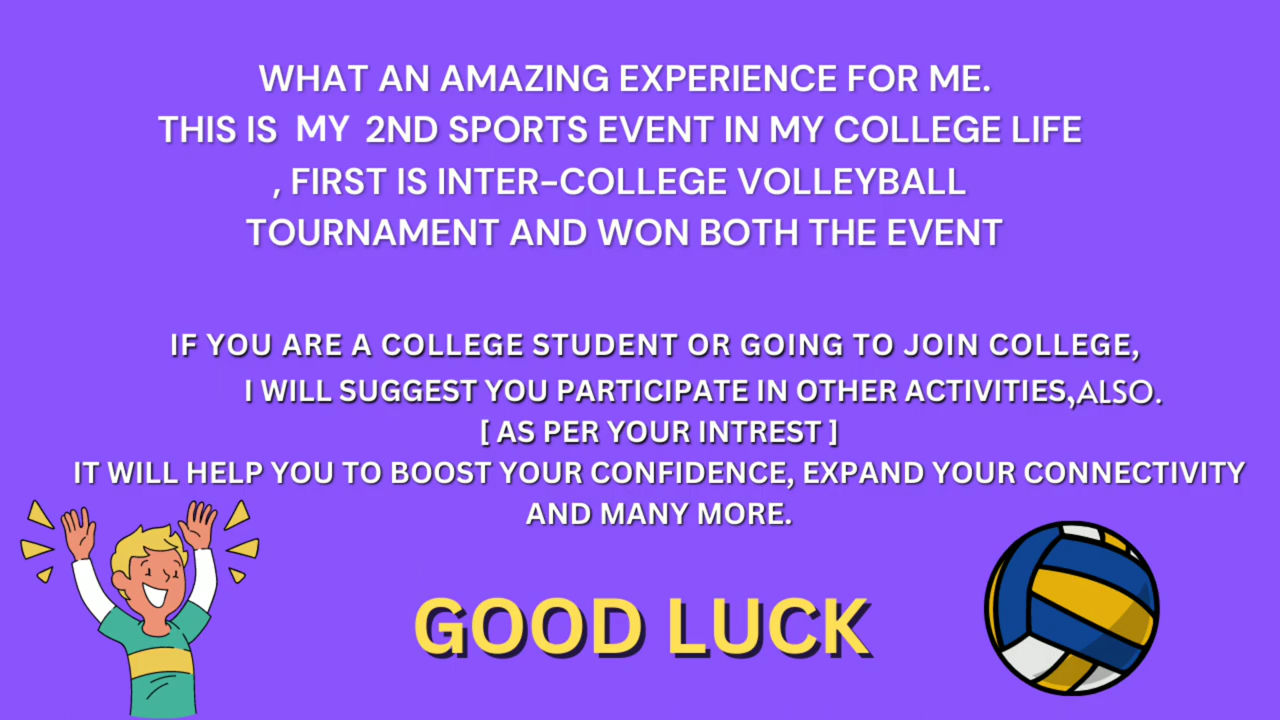 WHAT AN AMAZING EXPERIENCE FOR ME.
THIS IS MY 2ND SPORTS EVENT IN MY COLLEGE LIFE
, FIRST IS INTER-COLLEGE VOLLEYBALL
TOURNAMENT AND WON BOTH THE EVENT
IF YOU ARE A COLLEGE STUDENT OR GOING TO JOIN COLLEGE,
I WILL SUGGEST YOU PARTICIPATE IN OTHER ACTIVITIES,ALSO.
[ AS PER YOUR INTREST ]
IT WILL HELP YOU TO BOOST YOUR CONFIDENCE, EXPAND YOUR CONNECTIVITY
AND MANY MORE.
GOOD LUCK